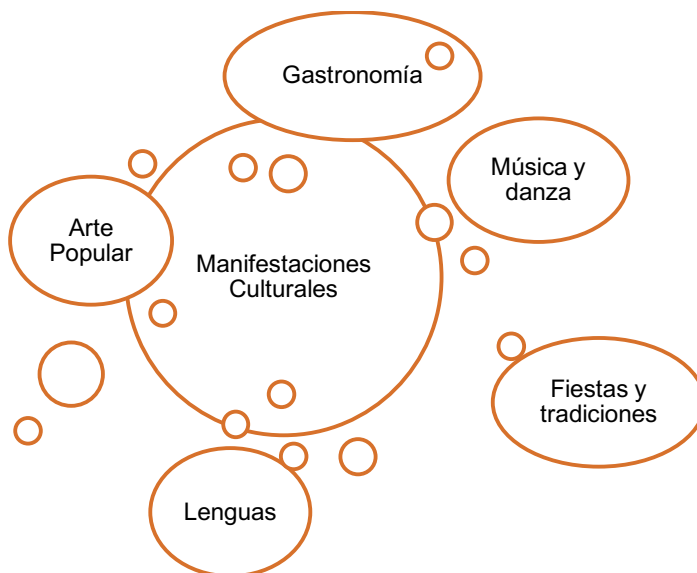 Gastronomía
Música y
danza
Arte
Popular
Manifestaciones
Culturales
Fiestas y
tradiciones
Lenguas